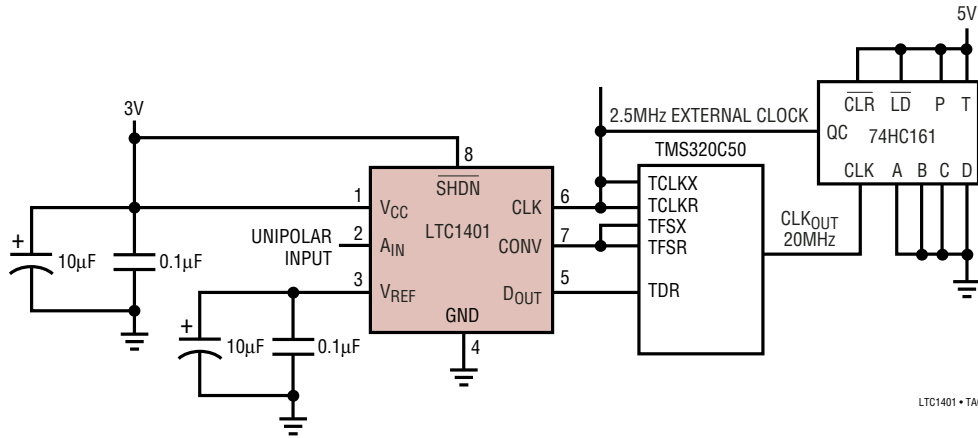 5V
CLR LD P T
QC 74HC161
CLK A B C D
3V
2.5MHz EXTERNAL CLOCK
TMS320C50
TCLKX
TCLKR
TFSX
TFSR
TDR
CLKOUT
20MHz
8
SHDN
1
VCC
LTC1401
CLK
6
UNIPOLAR
INPUT
2
AIN
CONV
7
3
VREF
DOUT
5
GND
4
+
10µF
0.1µF
+
10µF
0.1µF